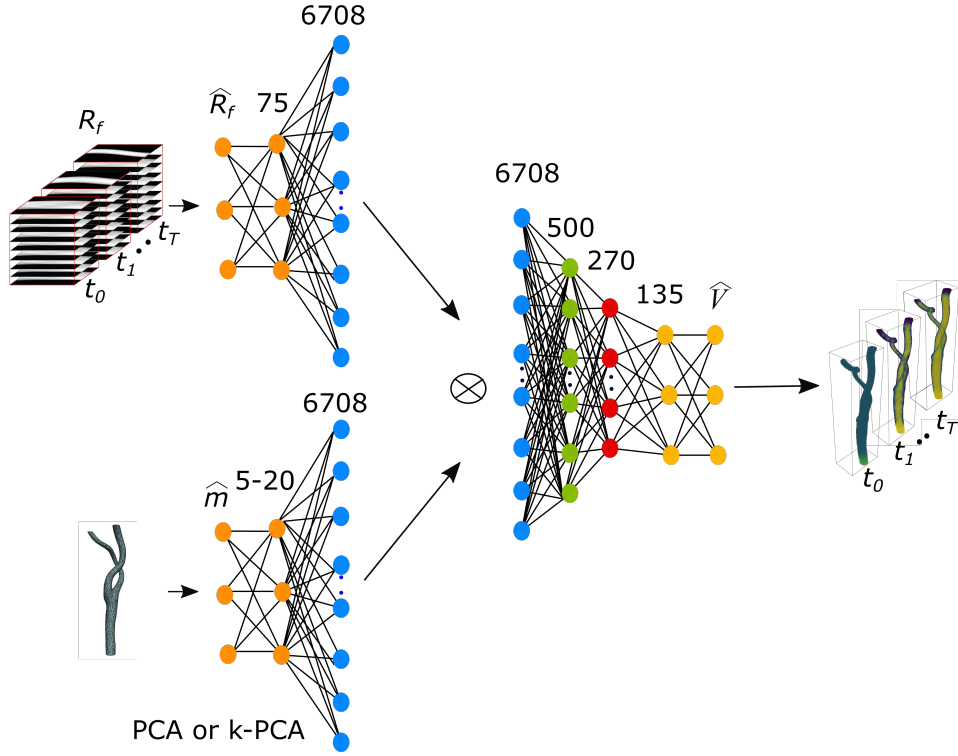 6708
R̂_f 75
R_f
t_0
t_1
t_T
6708
500
270
135 V̂
t_0
t_1
t_T
6708
m̂ 5-20
PCA or k-PCA